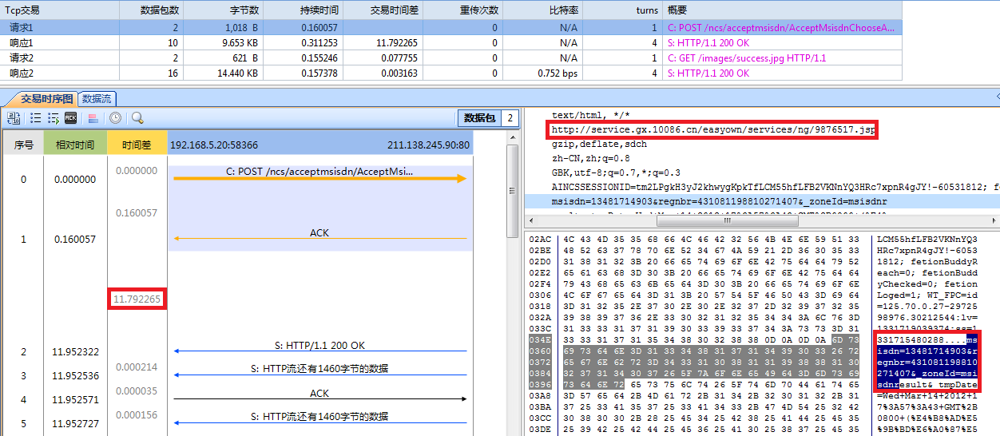 Tcp交易 数据包数 字节数 持续时间 交易时间差 重传次数 比特率 turns 概要
请求1 2 1,018 B 0.160057 0 N/A 1 C: POST /ncs/acceptmsisdn/AcceptMsisdnChooseA...
响应1 10 9.653 KB 0.311253 11.792265 0 N/A 4 S: HTTP/1.1 200 OK
请求2 2 621 B 0.155246 0.077755 0 N/A 1 C: GET /images/success.jpg HTTP/1.1
响应2 16 14.440 KB 0.157378 0.003163 0 0.752 bps 4 S: HTTP/1.1 200 OK
交易时序图 数据流
ACK 数据包 2
序号 相对时间 时间差 192.168.5.20:58366 211.138.245.90:80
0 0.000000 0.000000 C: POST /ncs/acceptmsisdn/AcceptMsi...
0.160057
1 0.160057 ACK
11.792265
2 11.952322 S: HTTP/1.1 200 OK
3 11.952536 0.000214 S: HTTP流还有1460字节的数据
4 11.952571 0.000035 ACK
5 11.952727 0.000156 S: HTTP流还有1460字节的数据
text/html, */*
http://service.gx.10086.cn/easyown/services/ng/9876517.jsp
gzip,deflate,sdch
zh-CN,zh;q=0.8
GBK,utf-8;q=0.7,*;q=0.3
AINCSSESSIONID=tm2LPgkH3yJ2khwygKpkTfLCM55hfLFB2VKNnYQ3HRc7xpnR4gJY!-60531812; fe
msisdn=13481714903&regnbr=431081198810271407&_zoneId=msisdnr
02AC 4C 43 4D 35 35 68 66 4C 46 42 32 56 4B 4E 6E 59 51 33 LCM55hfLFB2VKNnYQ3
02BE 48 52 63 37 78 70 6E 52 34 67 4A 59 21 2D 36 30 35 33 HRc7xpnR4gJY!-6053
02D0 31 38 31 32 3B 20 66 65 74 69 6F 6E 42 75 64 64 79 52 1812; fetionBuddyR
02E2 65 61 63 68 3D 30 3B 20 66 65 74 69 6F 6E 42 75 64 64 each=0; fetionBudd
02F4 79 43 68 65 63 6B 65 64 3D 30 3B 20 66 65 74 69 6F 6E yChecked=0; fetion
0306 4C 6F 67 65 64 3D 31 3B 20 57 54 5F 46 50 43 3D 69 64 Loged=1; WT_FPC=id
0318 3D 31 32 35 2E 37 30 2E 30 2E 32 37 2D 32 39 37 32 35 =125.70.0.27-29725
032A 39 38 39 37 36 2E 33 30 32 31 32 35 34 34 3A 6C 76 3D 98976.30212544:lv=
033C 31 33 33 31 37 31 39 30 33 39 33 37 34 3A 73 73 3D 31 1331719039374:ss=1
034E 33 33 31 37 31 35 34 38 30 32 38 38 0D 0A 0D 0A 6D 73 331715480288....ms
0360 69 73 64 6E 3D 31 33 34 38 31 37 31 34 39 30 33 26 72 isdn=13481714903&r
0372 65 67 6E 62 72 3D 34 33 31 30 38 31 31 39 38 38 31 30 egnbr=431081198810
0384 32 37 31 34 30 37 26 5F 7A 6F 6E 65 49 64 3D 6D 73 69 271407&_zoneId=msi
0396 73 64 6E 72 65 73 75 6C 74 26 5F 74 6D 70 44 61 74 65 sdnresult&_tmpDate
03A8 3D 57 65 64 2B 4D 61 72 2B 31 34 2B 32 30 31 32 2B 31 =Wed+Mar+14+2012+1
03BA 37 25 33 41 35 37 25 33 41 34 33 2B 47 4D 54 25 32 42 7%3A57%3A43+GMT%2B
03CC 30 38 30 30 2B 28 25 45 34 25 42 38 25 41 44 25 45 35 0800+(%E4%B8%AD%E5
03DE 25 39 42 25 42 44 25 45 36 25 41 30 25 38 37 25 45 35 %9B%BD%E6%A0%87%E5